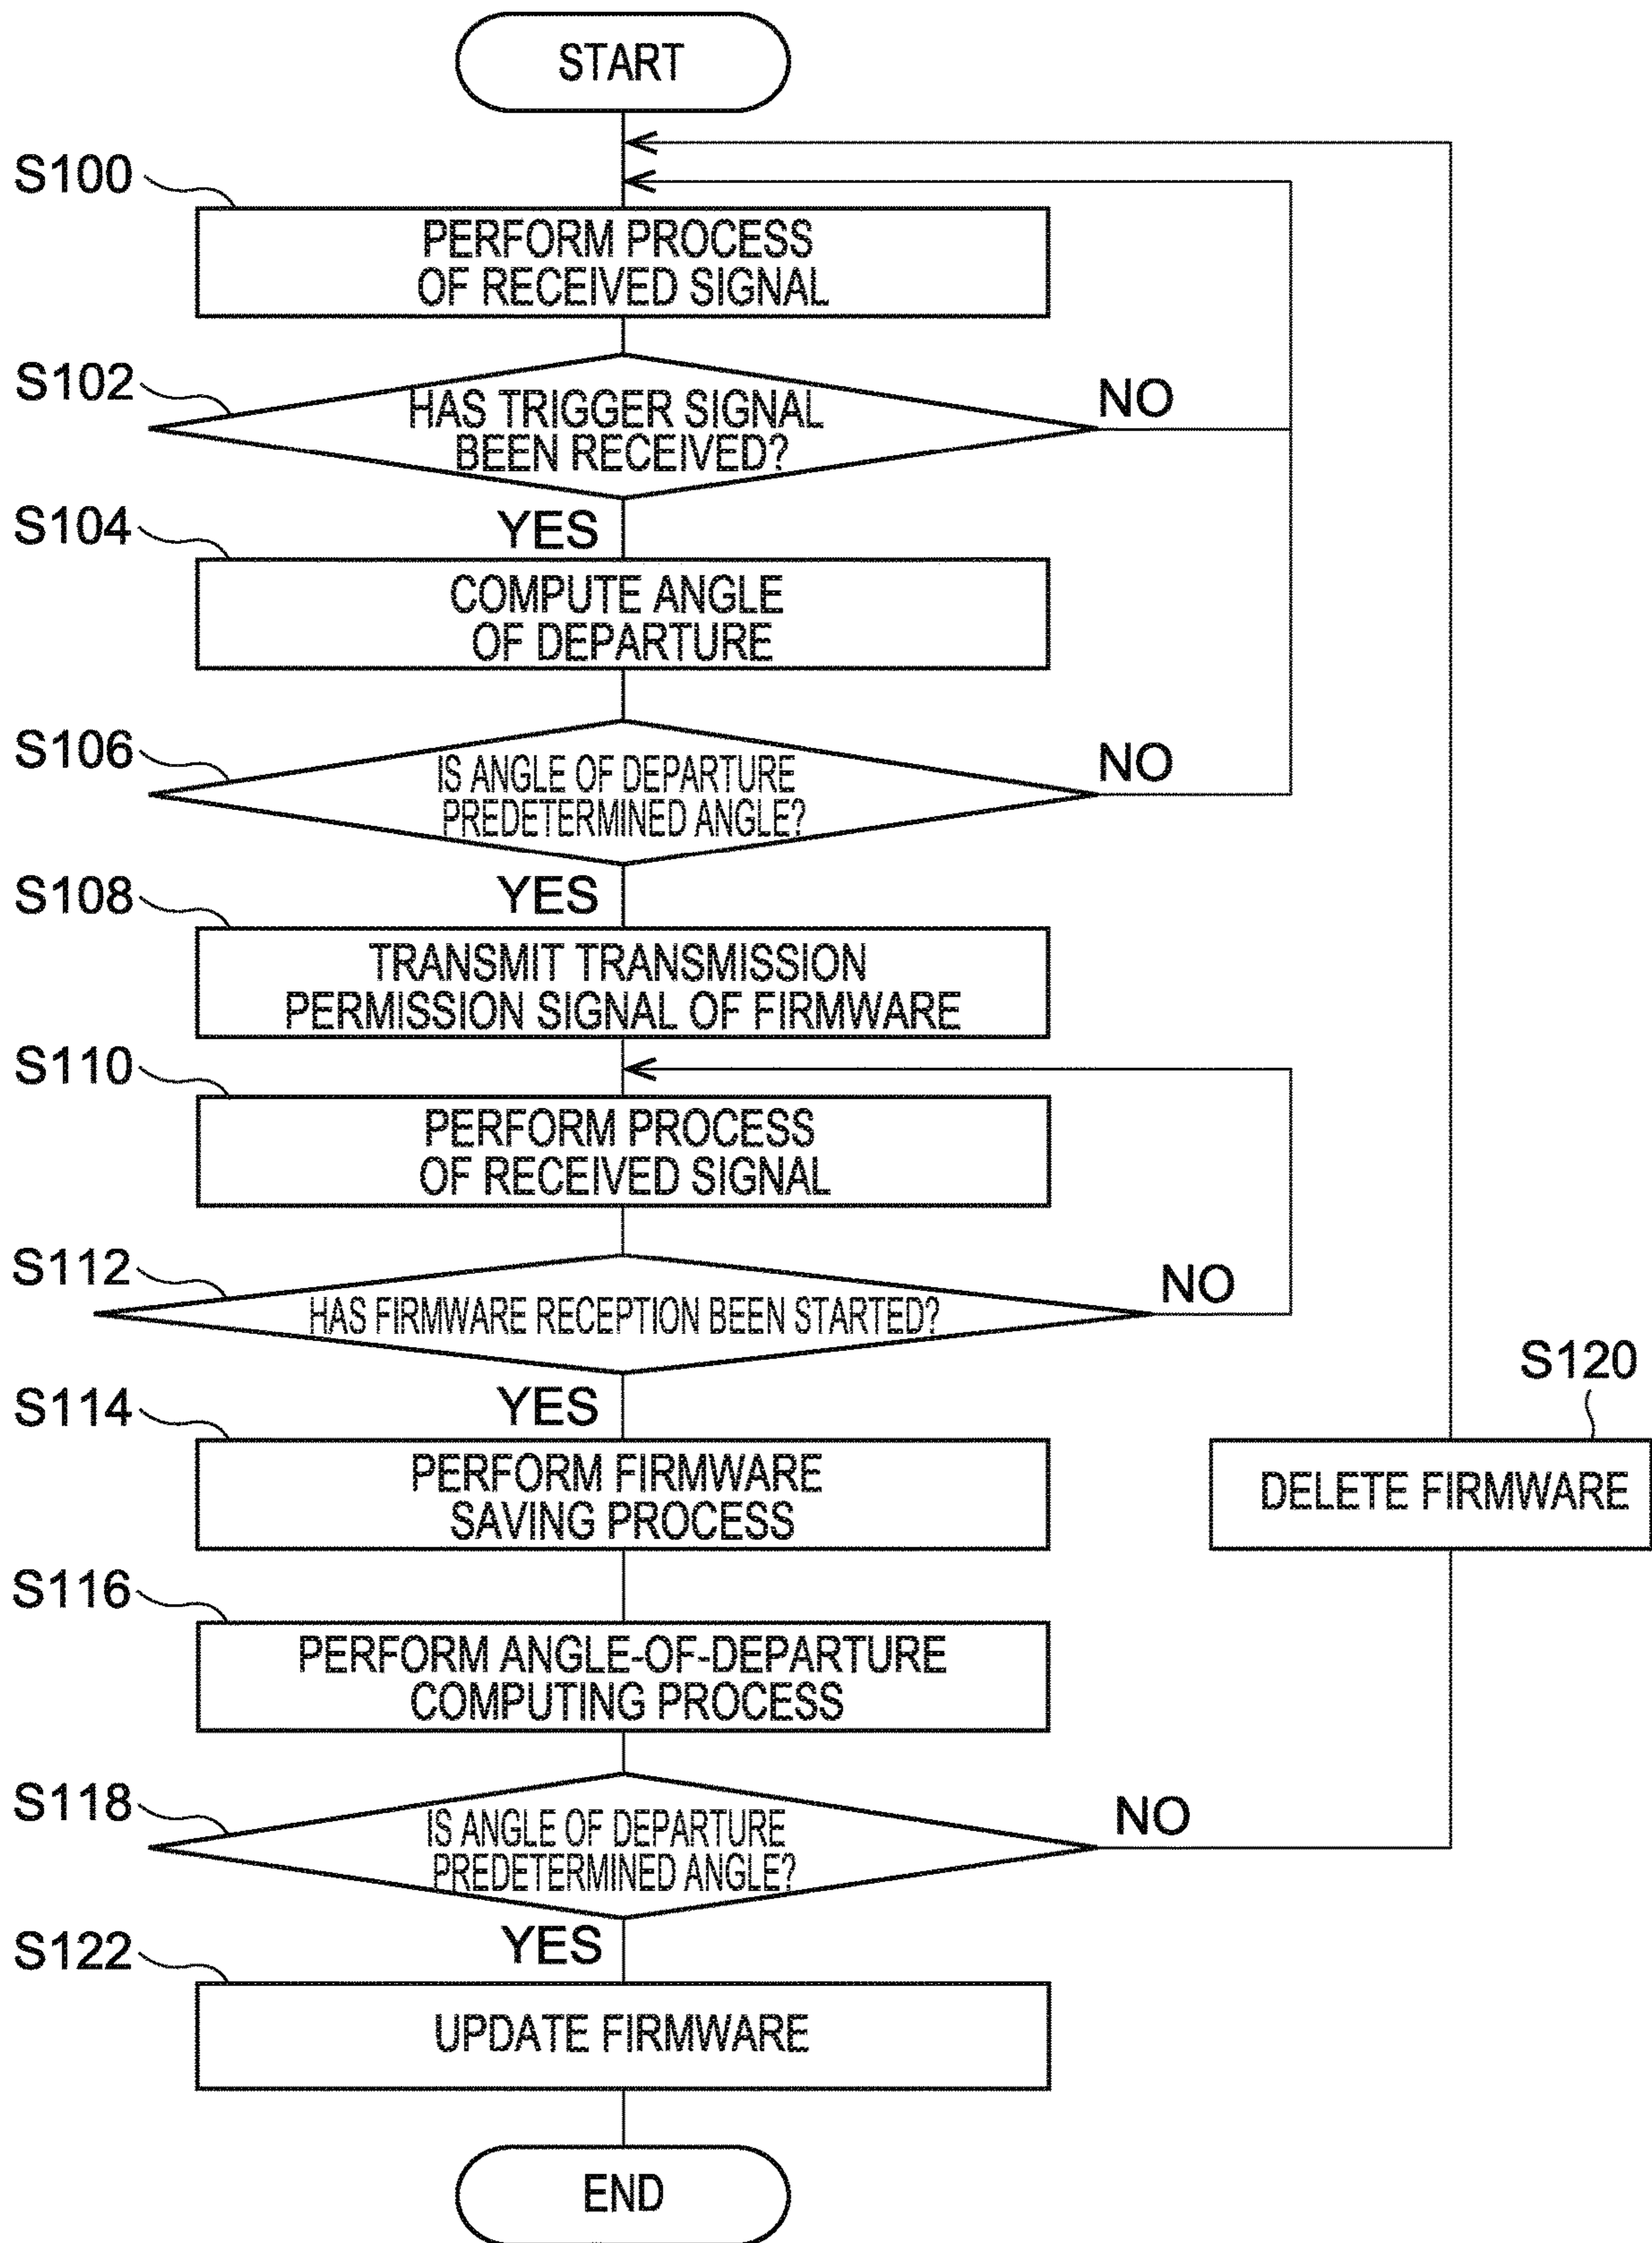 START
S100
PERFORM PROCESS
OF RECEIVED SIGNAL
S102
HAS TRIGGER SIGNAL
BEEN RECEIVED?
NO
YES
S104
COMPUTE ANGLE
OF DEPARTURE
S106
IS ANGLE OF DEPARTURE
PREDETERMINED ANGLE?
NO
YES
S108
TRANSMIT TRANSMISSION
PERMISSION SIGNAL OF FIRMWARE
S110
PERFORM PROCESS
OF RECEIVED SIGNAL
S112
HAS FIRMWARE RECEPTION BEEN STARTED?
NO
YES
S114
PERFORM FIRMWARE
SAVING PROCESS
S120
DELETE FIRMWARE
S116
PERFORM ANGLE-OF-DEPARTURE
COMPUTING PROCESS
S118
IS ANGLE OF DEPARTURE
PREDETERMINED ANGLE?
NO
YES
S122
UPDATE FIRMWARE
END